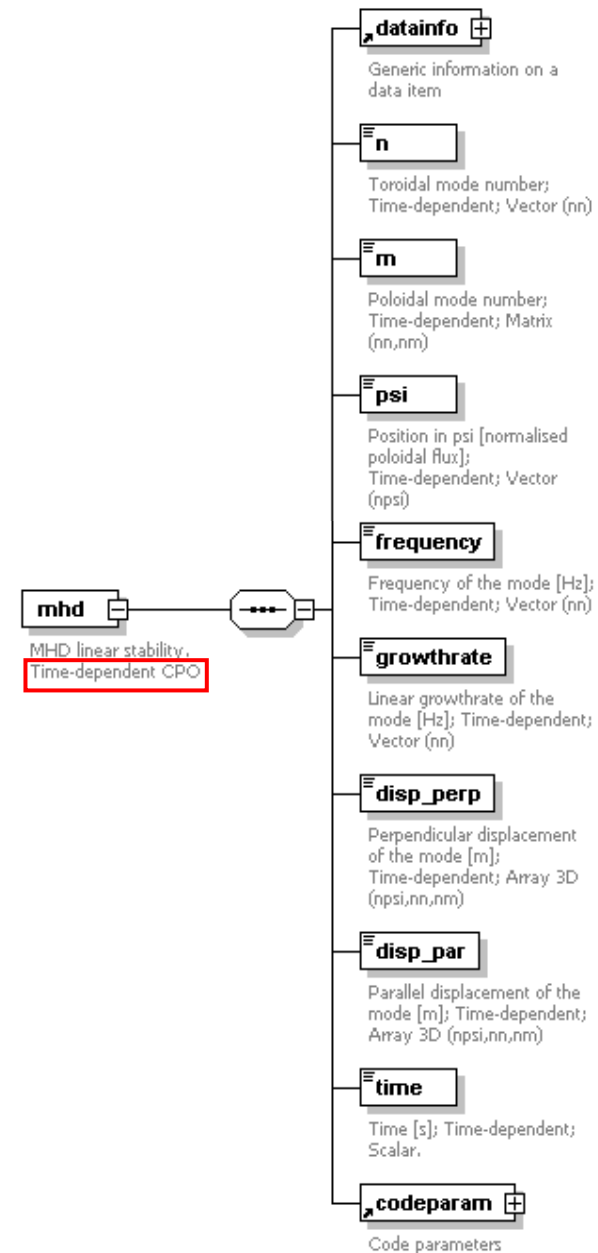 datainfo
Generic information on a
data item
n
Toroidal mode number;
Time-dependent; Vector (nn)
m
Poloidal mode number;
Time-dependent; Matrix
(nn,nm)
psi
Position in psi [normalised
poloidal flux];
Time-dependent; Vector
(npsi)
frequency
Frequency of the mode [Hz];
Time-dependent; Vector (nn)
mhd
MHD linear stability.
Time-dependent CPO
growthrate
Linear growthrate of the
mode [Hz]; Time-dependent;
Vector (nn)
disp_perp
Perpendicular displacement
of the mode [m];
Time-dependent; Array 3D
(npsi,nn,nm)
disp_par
Parallel displacement of the
mode [m]; Time-dependent;
Array 3D (npsi,nn,nm)
time
Time [s]; Time-dependent;
Scalar.
codeparam
Code parameters